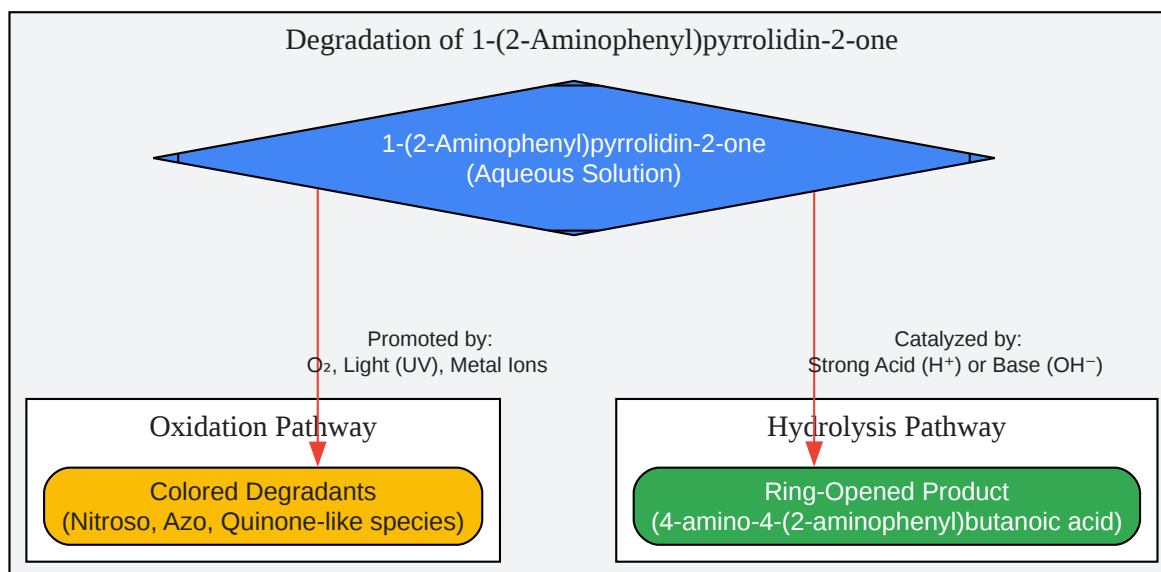 Degradation of 1-(2-Aminophenyl)pyrrolidin-2-one
1-(2-Aminophenyl)pyrrolidin-2-one
(Aqueous Solution)
Promoted by:
O₂, Light (UV), Metal Ions
Catalyzed by:
Strong Acid (H⁺) or Base (OH⁻)
Oxidation Pathway
Colored Degradants
(Nitroso, Azo, Quinone-like species)
Hydrolysis Pathway
Ring-Opened Product
(4-amino-4-(2-aminophenyl)butanoic acid)